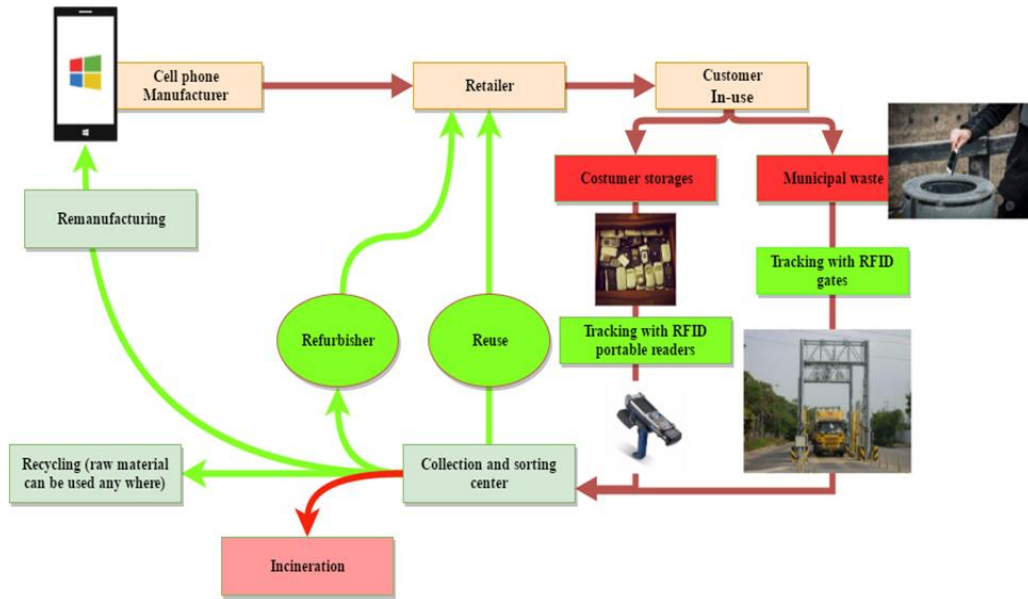 Cell phone
Manufacturer
Retailer
Customer
In-use
Costumer storages
Municipal waste
Remanufacturing
Tracking with RFID
gates
Refurbisher
Reuse
Tracking with RFID
portable readers
Recycling (raw material
can be used any where)
Collection and sorting
center
Incineration